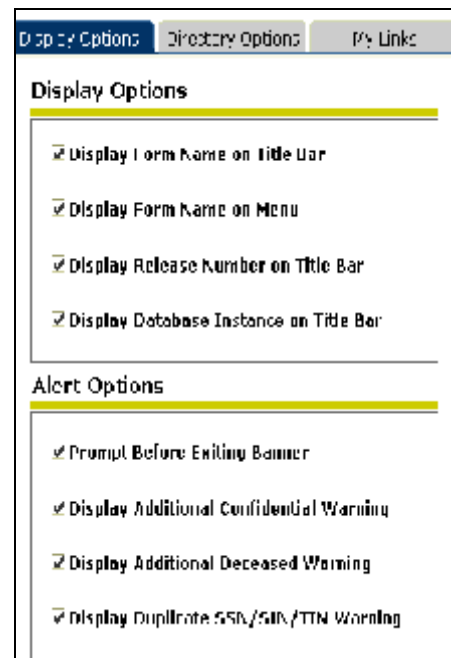 Display Options Directory Options My Links
Display Options
Display Form Name on Title Bar
Display Form Name on Menu
Display Release Number on Title Bar
Display Database Instance on Title Bar
Alert Options
Prompt Before Exiting Banner
Display Additional Confidential Warning
Display Additional Deceased Warning
Display Duplicate SSN/SIN/TIN Warning